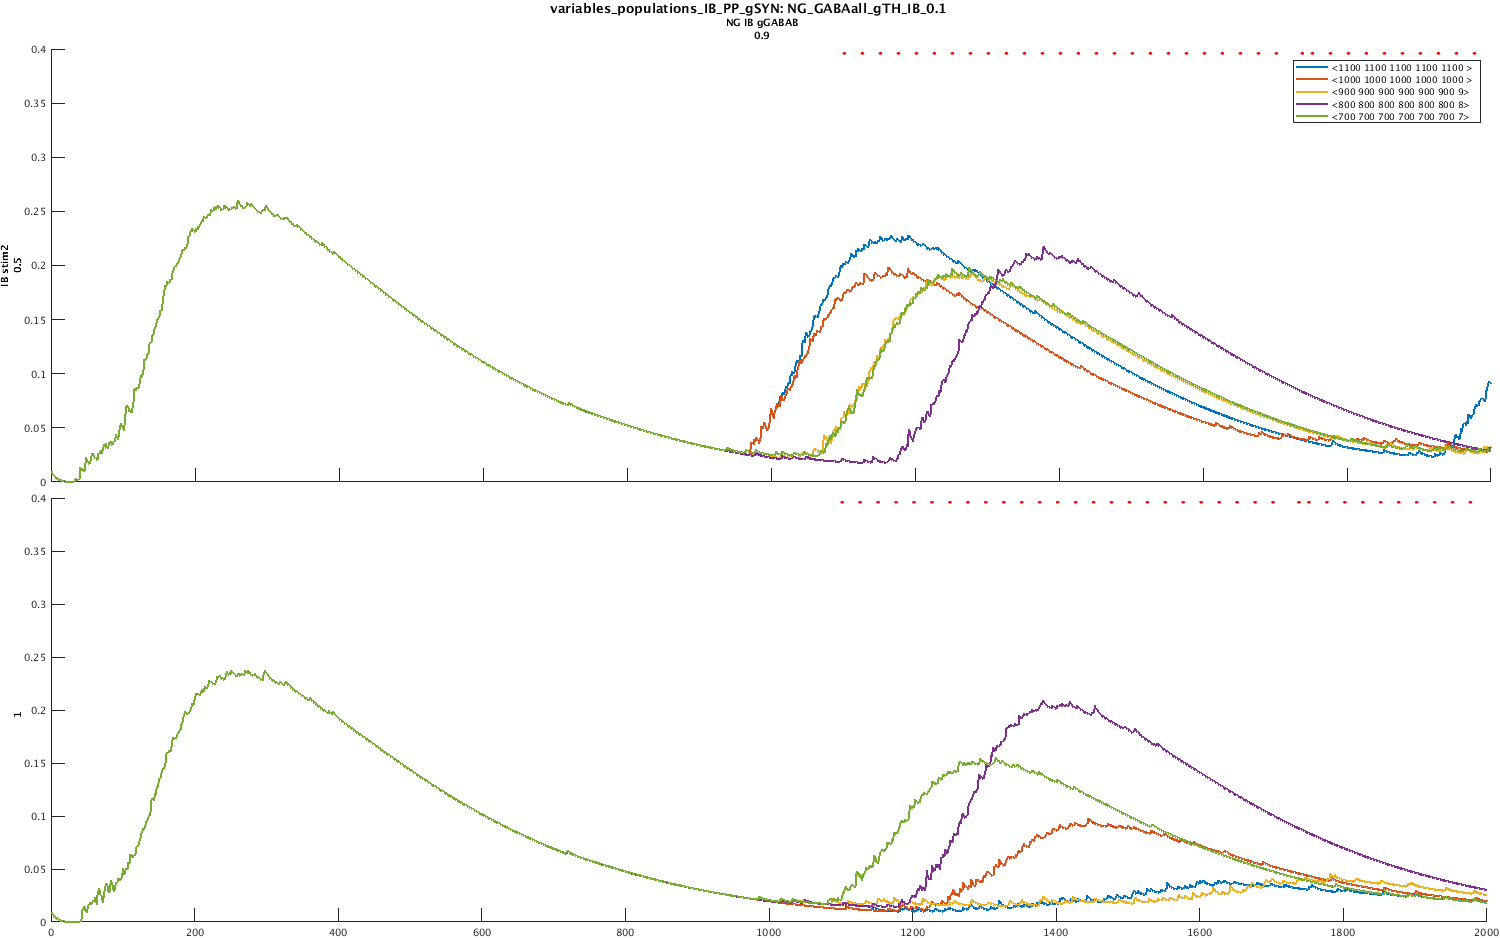 variables_populations_IB_PP_gSYN: NG_GABAall_gTH_IB_0.1
NG IB gGABAB
0.9
0.4
0.35
0.3
0.25
0.2
0.15
0.1
0.05
0
IB stim2
0.5
<1100 1100 1100 1100 1100 >
<1000 1000 1000 1000 1000 >
<900 900 900 900 900 900 9>
<800 800 800 800 800 800 8>
<700 700 700 700 700 700 7>
0.4
0.35
0.3
0.25
0.2
0.15
0.1
0.05
0
1
0 200 400 600 800 1000 1200 1400 1600 1800 2000